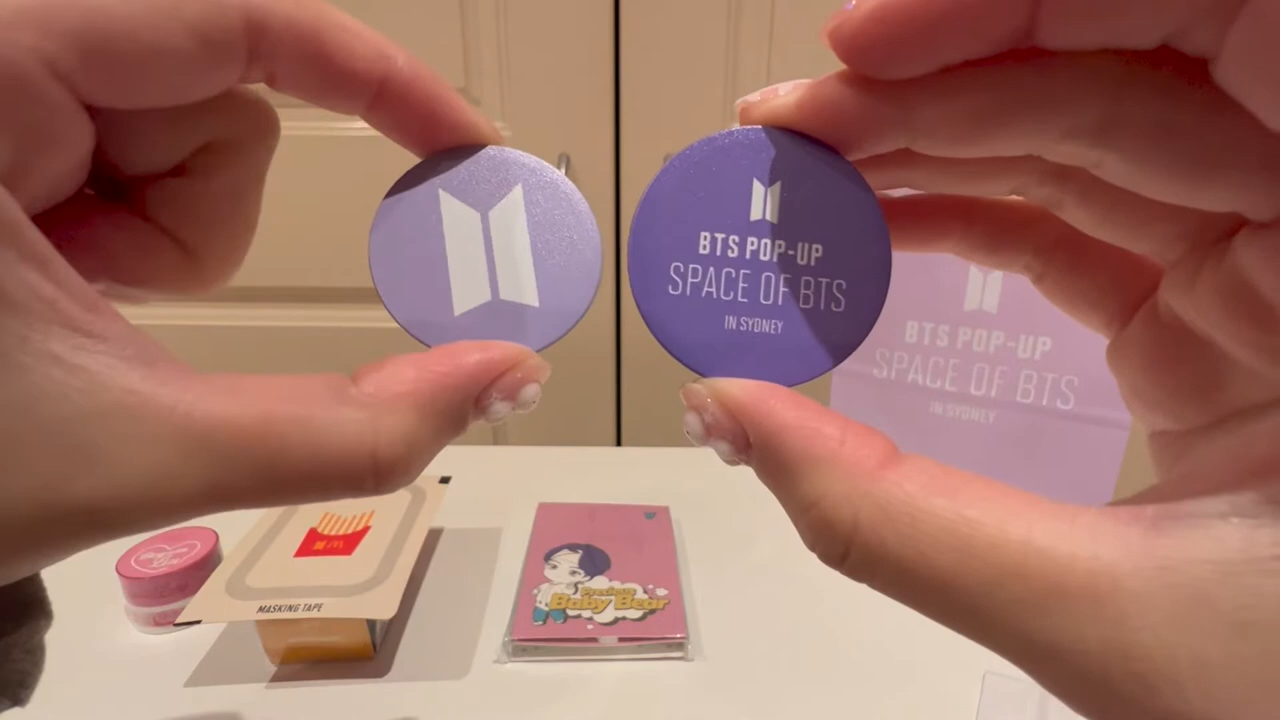 BTS POP-UP
SPACE OF BTS
IN SYDNEY
BTS POP-UP
SPACE OF BTS
IN SYDNEY
MASKING TAPE
Precious
Baby Bear